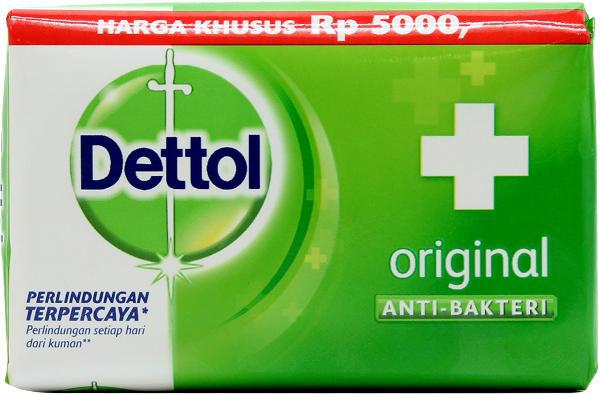 HARGA KHUSUS Rp 5000,-
Dettol
original
ANTI-BAKTERI
PERLINDUNGAN
TERPERCAYA*
Perlindungan setiap hari
dari kuman**